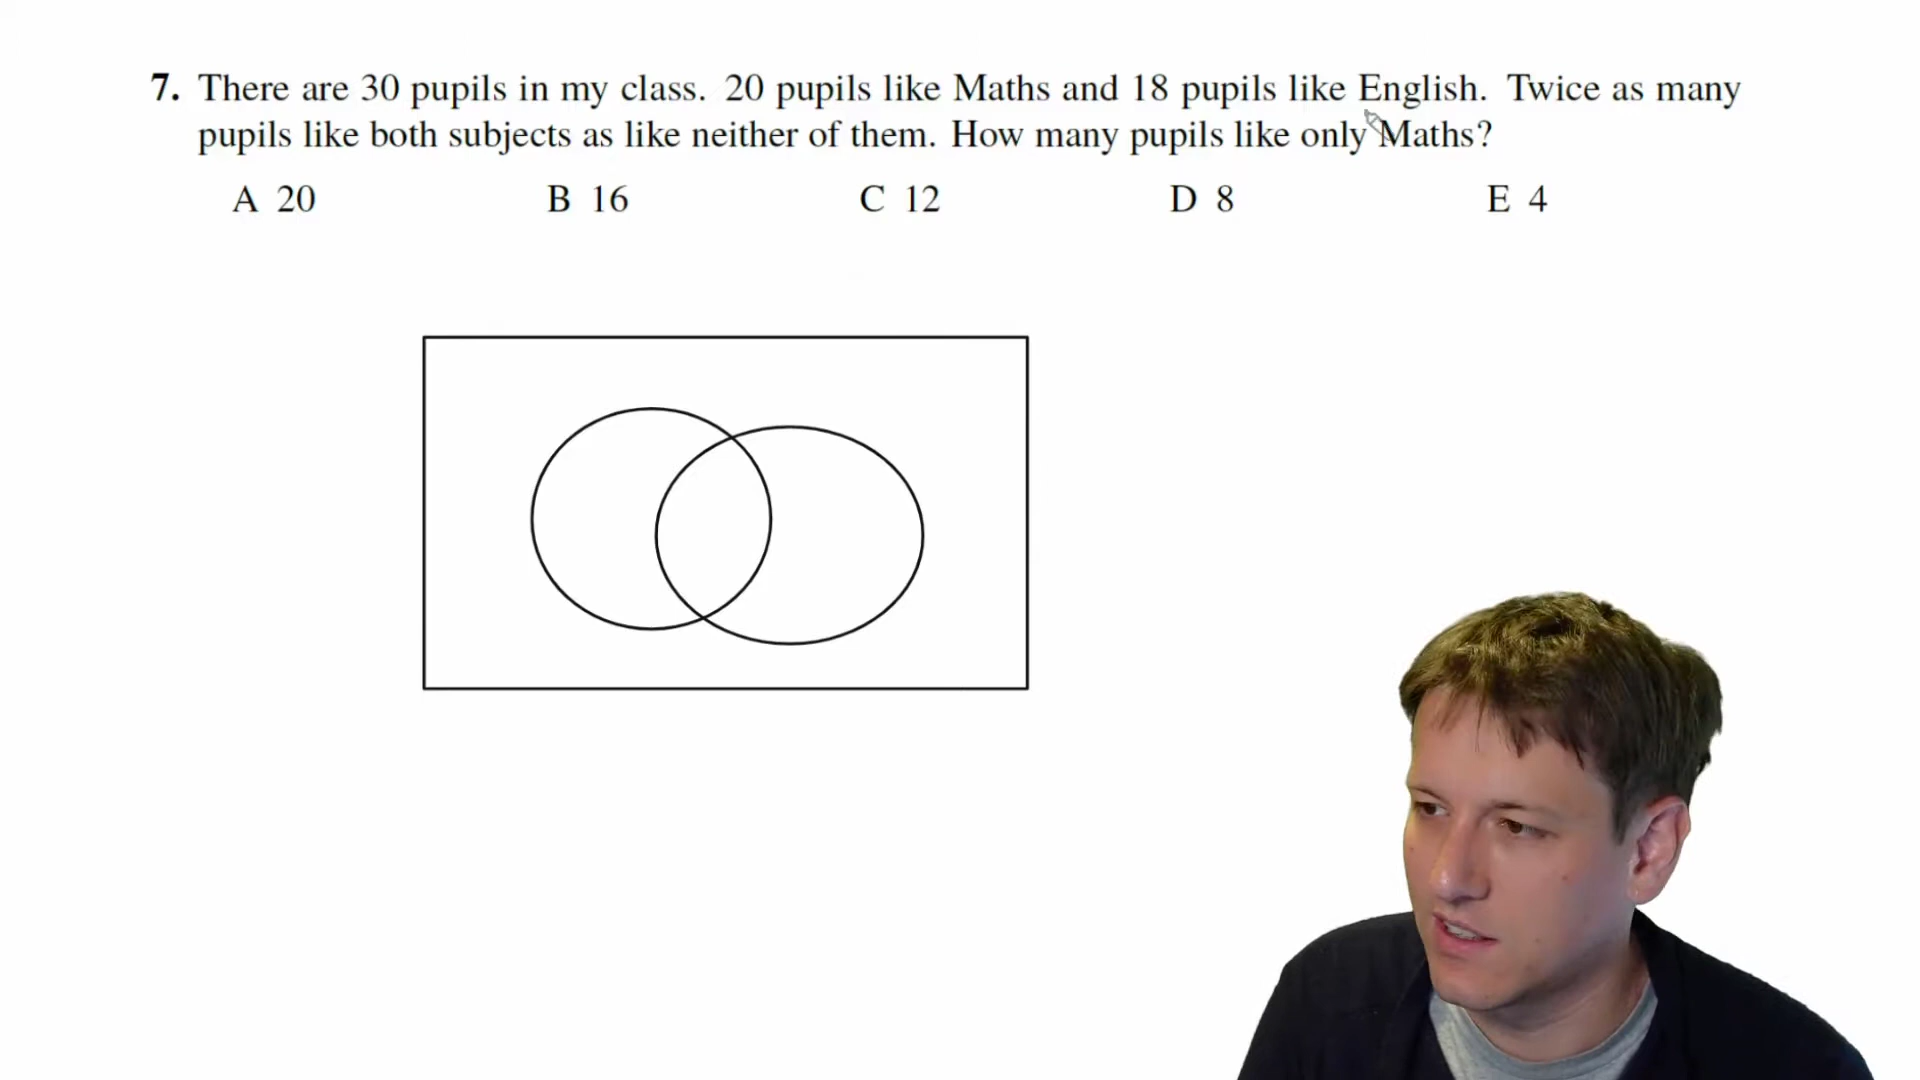 7. There are 30 pupils in my class. 20 pupils like Maths and 18 pupils like English. Twice as many
pupils like both subjects as like neither of them. How many pupils like only Maths?
A 20 B 16 C 12 D 8 E 4